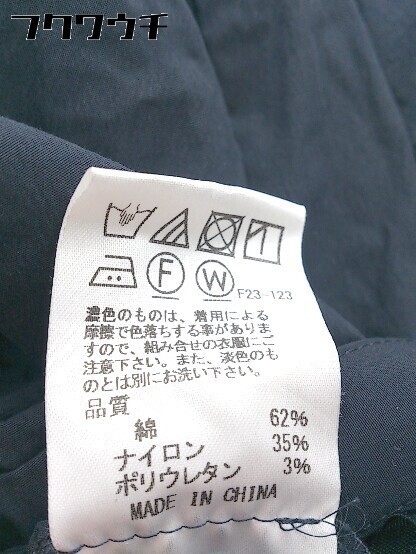 フクウウチ
F
W
F23-123
濃色のものは、着用による
摩擦で色落ちする事がありま
すので、組み合せの衣服にご
注意下さい。また、淡色のも
のとは別にお洗い下さい。
品質
綿 62%
ナイロン 35%
ポリウレタン 3%
MADE IN CHINA